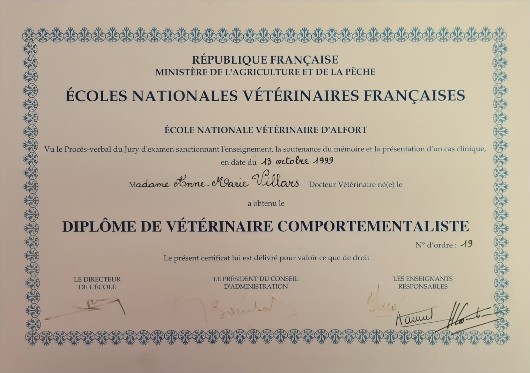 RÉPUBLIQUE FRANÇAISE
MINISTÈRE DE L'AGRICULTURE ET DE LA PÊCHE
ÉCOLES NATIONALES VÉTÉRINAIRES FRANÇAISES
ÉCOLE NATIONALE VÉTÉRINAIRE D'ALFORT
Vu le Procés-verbal du Jury d'examen sanctionnant l'enseignement, la soutenance du mémoire et la présentation d'un cas clinique,
en date du 13 octobre 1999
Madame Anne-Marie Villars Docteur Vétérinaire né(e) le
a obtenu le
DIPLÔME DE VÉTÉRINAIRE COMPORTEMENTALISTE
N° d'ordre : 19
Le présent certificat lui est délivré pour valoir ce que de droit
LE DIRECTEUR DE L'ÉCOLE
LE PRÉSIDENT DU CONSEIL D'ADMINISTRATION
LES ENSEIGNANTS RESPONSABLES